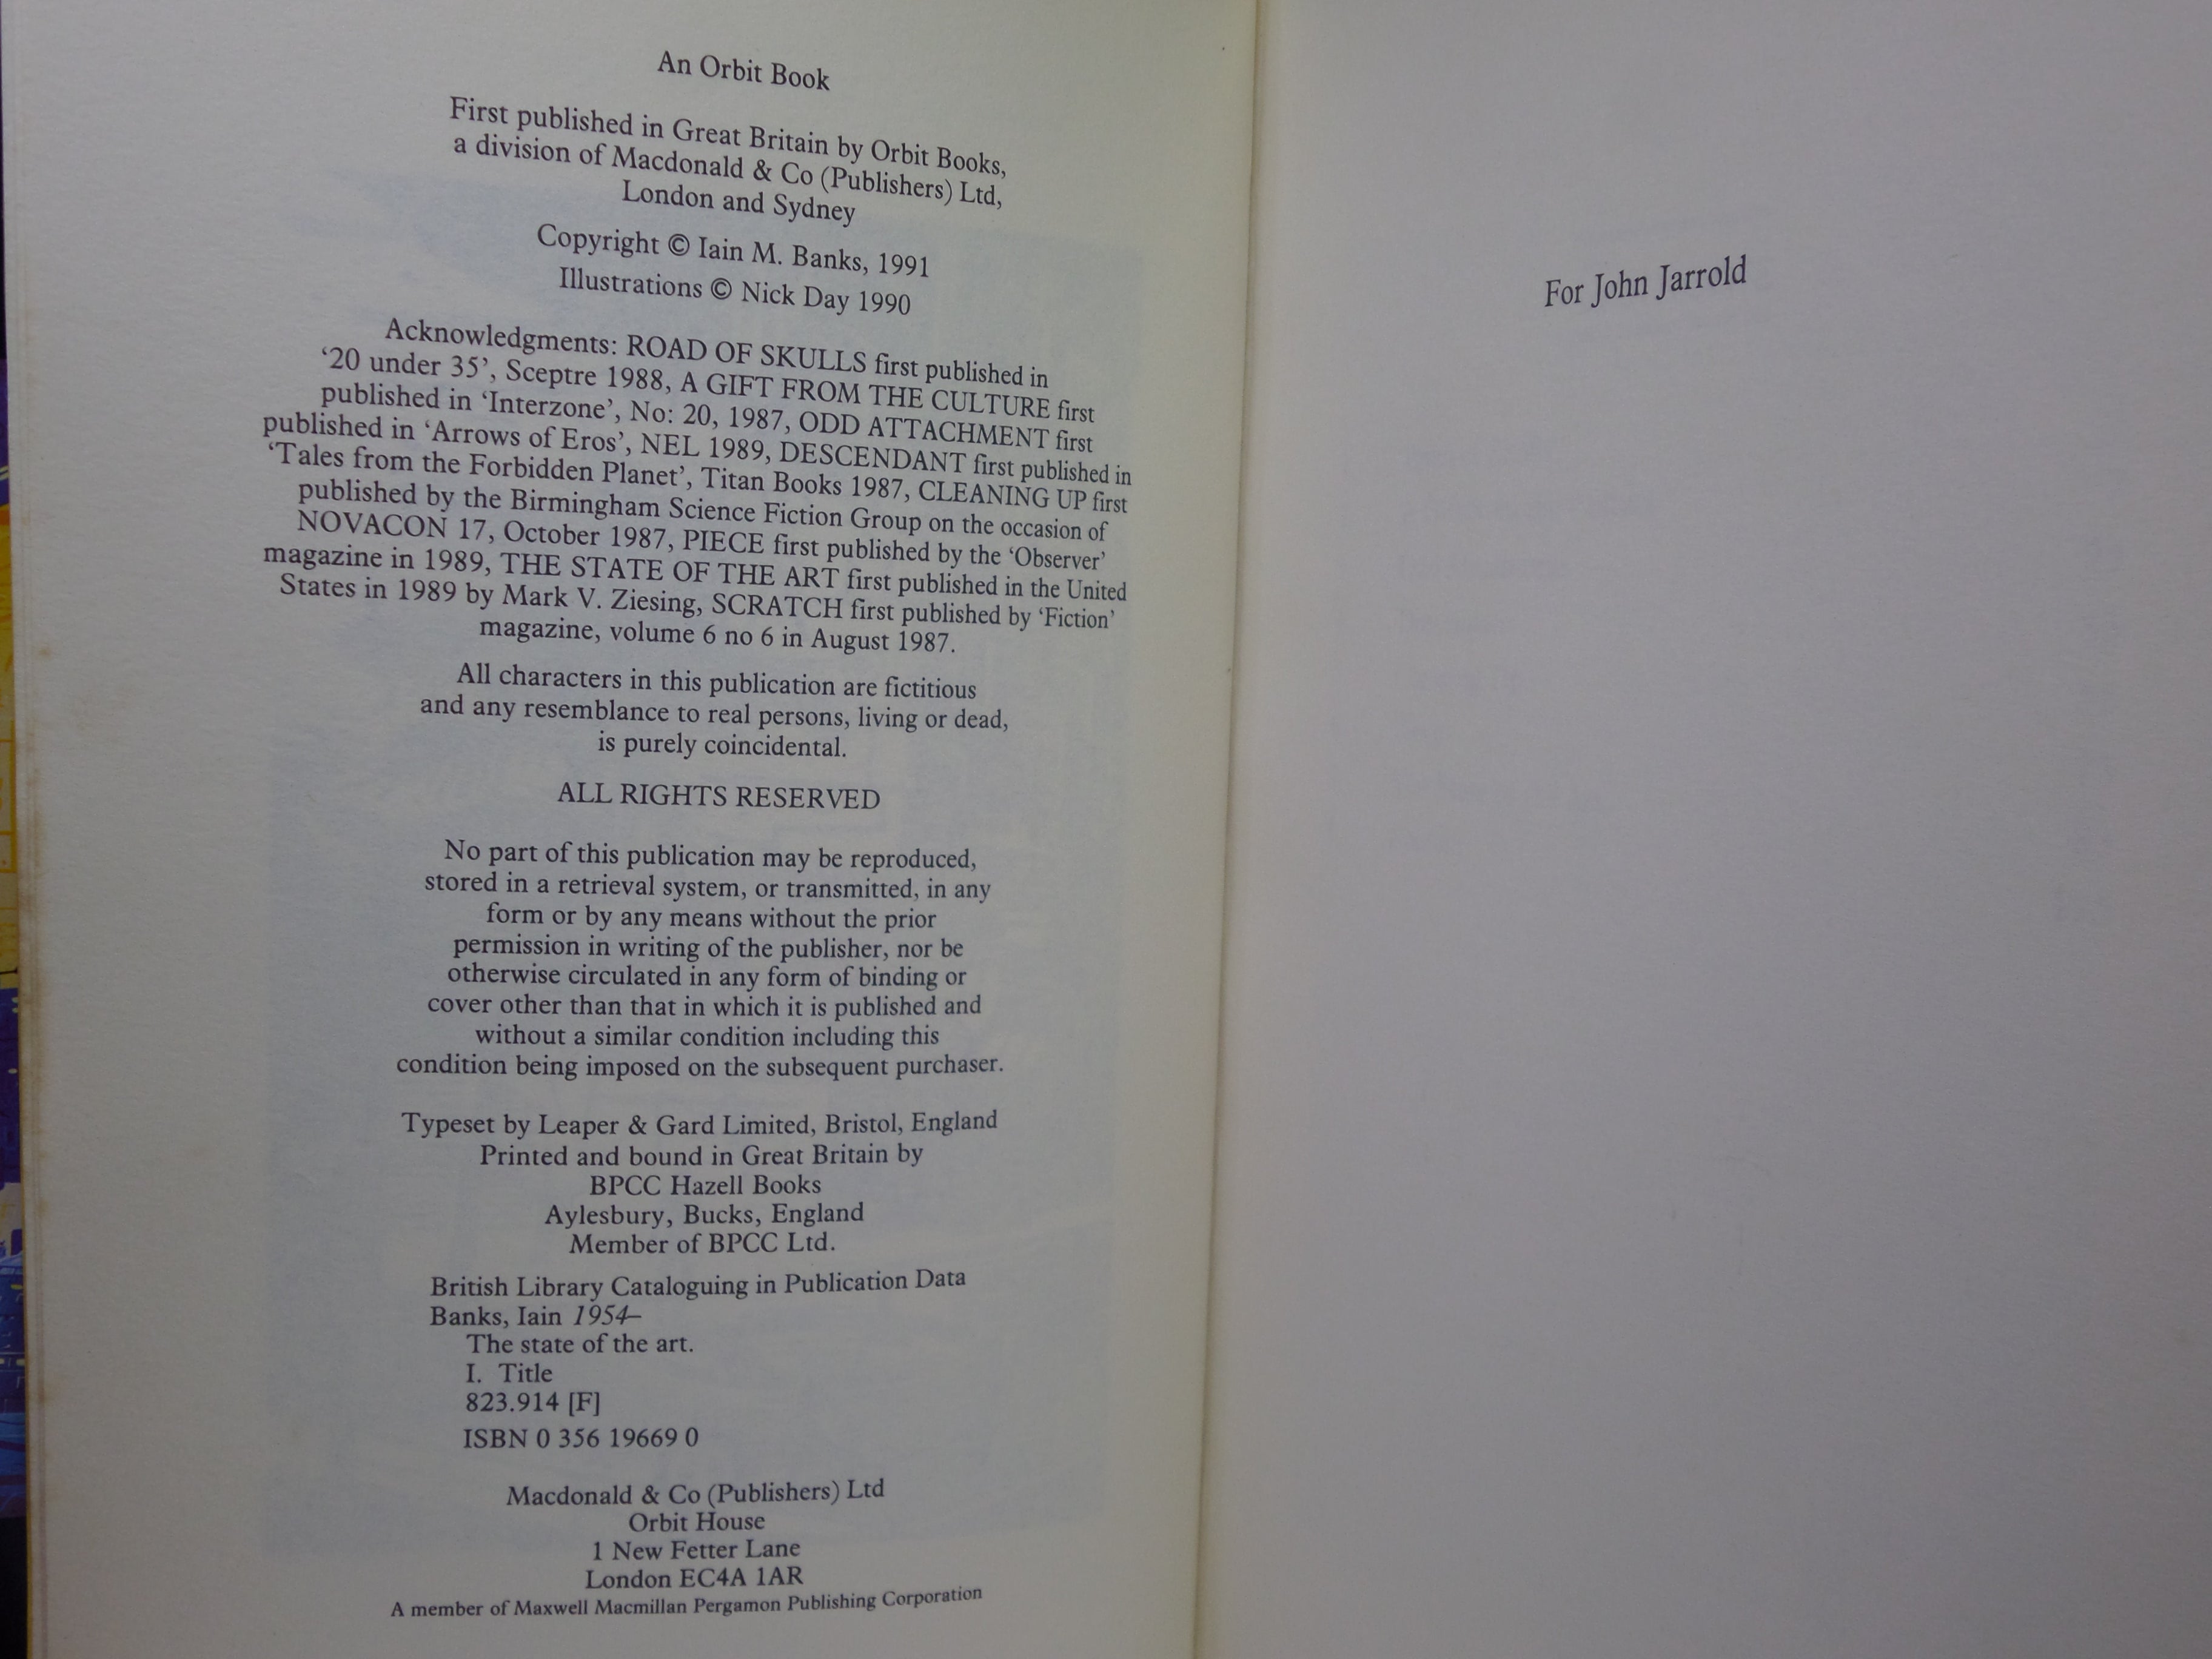 An Orbit Book
First published in Great Britain by Orbit Books,
a division of Macdonald & Co (Publishers) Ltd,
London and Sydney
Copyright © Iain M. Banks, 1991
Illustrations © Nick Day 1990
Acknowledgments: ROAD OF SKULLS first published in
‘20 under 35’, Sceptre 1988, A GIFT FROM THE CULTURE first
published in ‘Interzone’, No: 20, 1987, ODD ATTACHMENT first
published in ‘Arrows of Eros’, NEL 1989, DESCENDANT first published in
‘Tales from the Forbidden Planet’, Titan Books 1987, CLEANING UP first
published by the Birmingham Science Fiction Group on the occasion of
NOVACON 17, October 1987, PIECE first published by the ‘Observer’
magazine in 1989, THE STATE OF THE ART first published in the United
States in 1989 by Mark V. Ziesing, SCRATCH first published by ‘Fiction’
magazine, volume 6 no 6 in August 1987.
All characters in this publication are fictitious
and any resemblance to real persons, living or dead,
is purely coincidental.
ALL RIGHTS RESERVED
No part of this publication may be reproduced,
stored in a retrieval system, or transmitted, in any
form or by any means without the prior
permission in writing of the publisher, nor be
otherwise circulated in any form of binding or
cover other than that in which it is published and
without a similar condition including this
condition being imposed on the subsequent purchaser.
Typeset by Leaper & Gard Limited, Bristol, England
Printed and bound in Great Britain by
BPCC Hazell Books
Aylesbury, Bucks, England
Member of BPCC Ltd.
British Library Cataloguing in Publication Data
Banks, Iain 1954–
The state of the art.
I. Title
823.914 [F]
ISBN 0 356 19669 0
Macdonald & Co (Publishers) Ltd
Orbit House
1 New Fetter Lane
London EC4A 1AR
A member of Maxwell Macmillan Pergamon Publishing Corporation
For John Jarrold